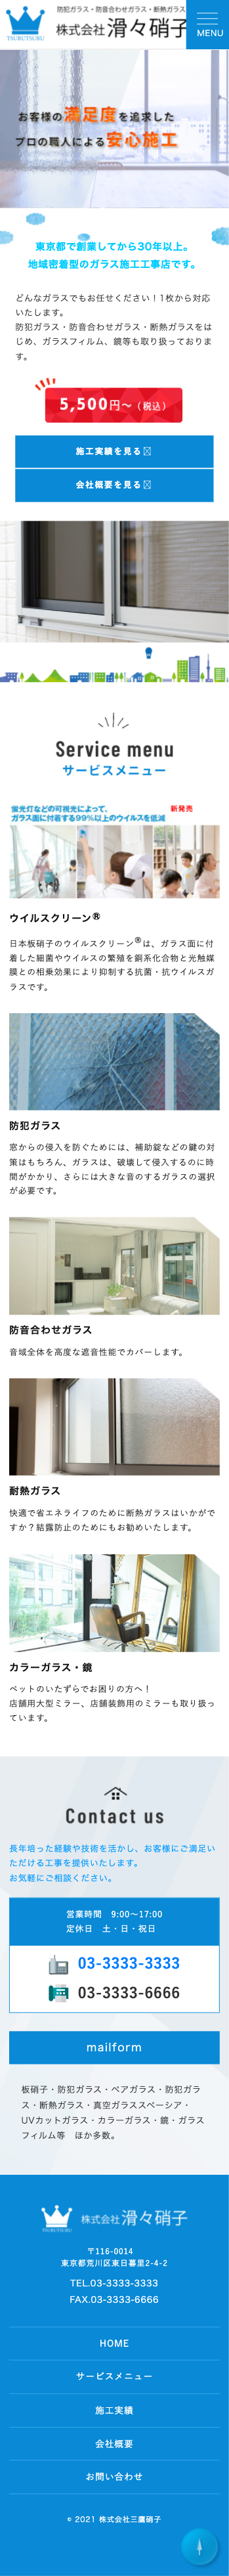 防犯ガラス・防音合わせガラス・断熱ガラス
TSURUTSURU
株式会社 滑々硝子
MENU
お客様の満足度を追求した
プロの職人による安心施工
東京都で創業してから30年以上。
地域密着型のガラス施工工事店です。
どんなガラスでもお任せください！1枚から対応
いたします。
防犯ガラス・防音合わせガラス・断熱ガラスをは
じめ、ガラスフィルム、鏡等も取り扱っておりま
す。
5,500円〜（税込）
施工実績を見る
会社概要を見る
Service menu
サービスメニュー
蛍光灯などの可視光によって、
ガラス面に付着する99％以上のウイルスを低減
新発売
ウイルスクリーン®
日本板硝子のウイルスクリーン®は、ガラス面に付
着した細菌やウイルスの繁殖を銅系化合物と光触媒
膜との相乗効果により抑制する抗菌・抗ウイルスガ
ラスです。
防犯ガラス
窓からの侵入を防ぐためには、補助錠などの鍵の対
策はもちろん、ガラスは、破壊して侵入するのに時
間がかかり、さらには大きな音のするガラスの選択
が必要です。
防音合わせガラス
音域全体を高度な遮音性能でカバーします。
耐熱ガラス
快適で省エネライフのために断熱ガラスはいかがで
すか？結露防止のためにもお勧めいたします。
カラーガラス・鏡
ペットのいたずらでお困りの方へ！
店舗用大型ミラー、店舗装飾用のミラーも取り扱っ
ています。
Contact us
長年培った経験や技術を活かし、お客様にご満足い
ただける工事を提供いたします。
お気軽にご相談ください。
営業時間　9:00〜17:00
定休日　土・日・祝日
03-3333-3333
03-3333-6666
mailform
板硝子・防犯ガラス・ペアガラス・防犯ガラ
ス・断熱ガラス・真空ガラススペーシア・
UVカットガラス・カラーガラス・鏡・ガラス
フィルム等　ほか多数。
TSURUTSURU
株式会社 滑々硝子
〒116-0014
東京都荒川区東日暮里2-4-2
TEL.03-3333-3333
FAX.03-3333-6666
HOME
サービスメニュー
施工実績
会社概要
お問い合わせ
© 2021 株式会社三鷹硝子